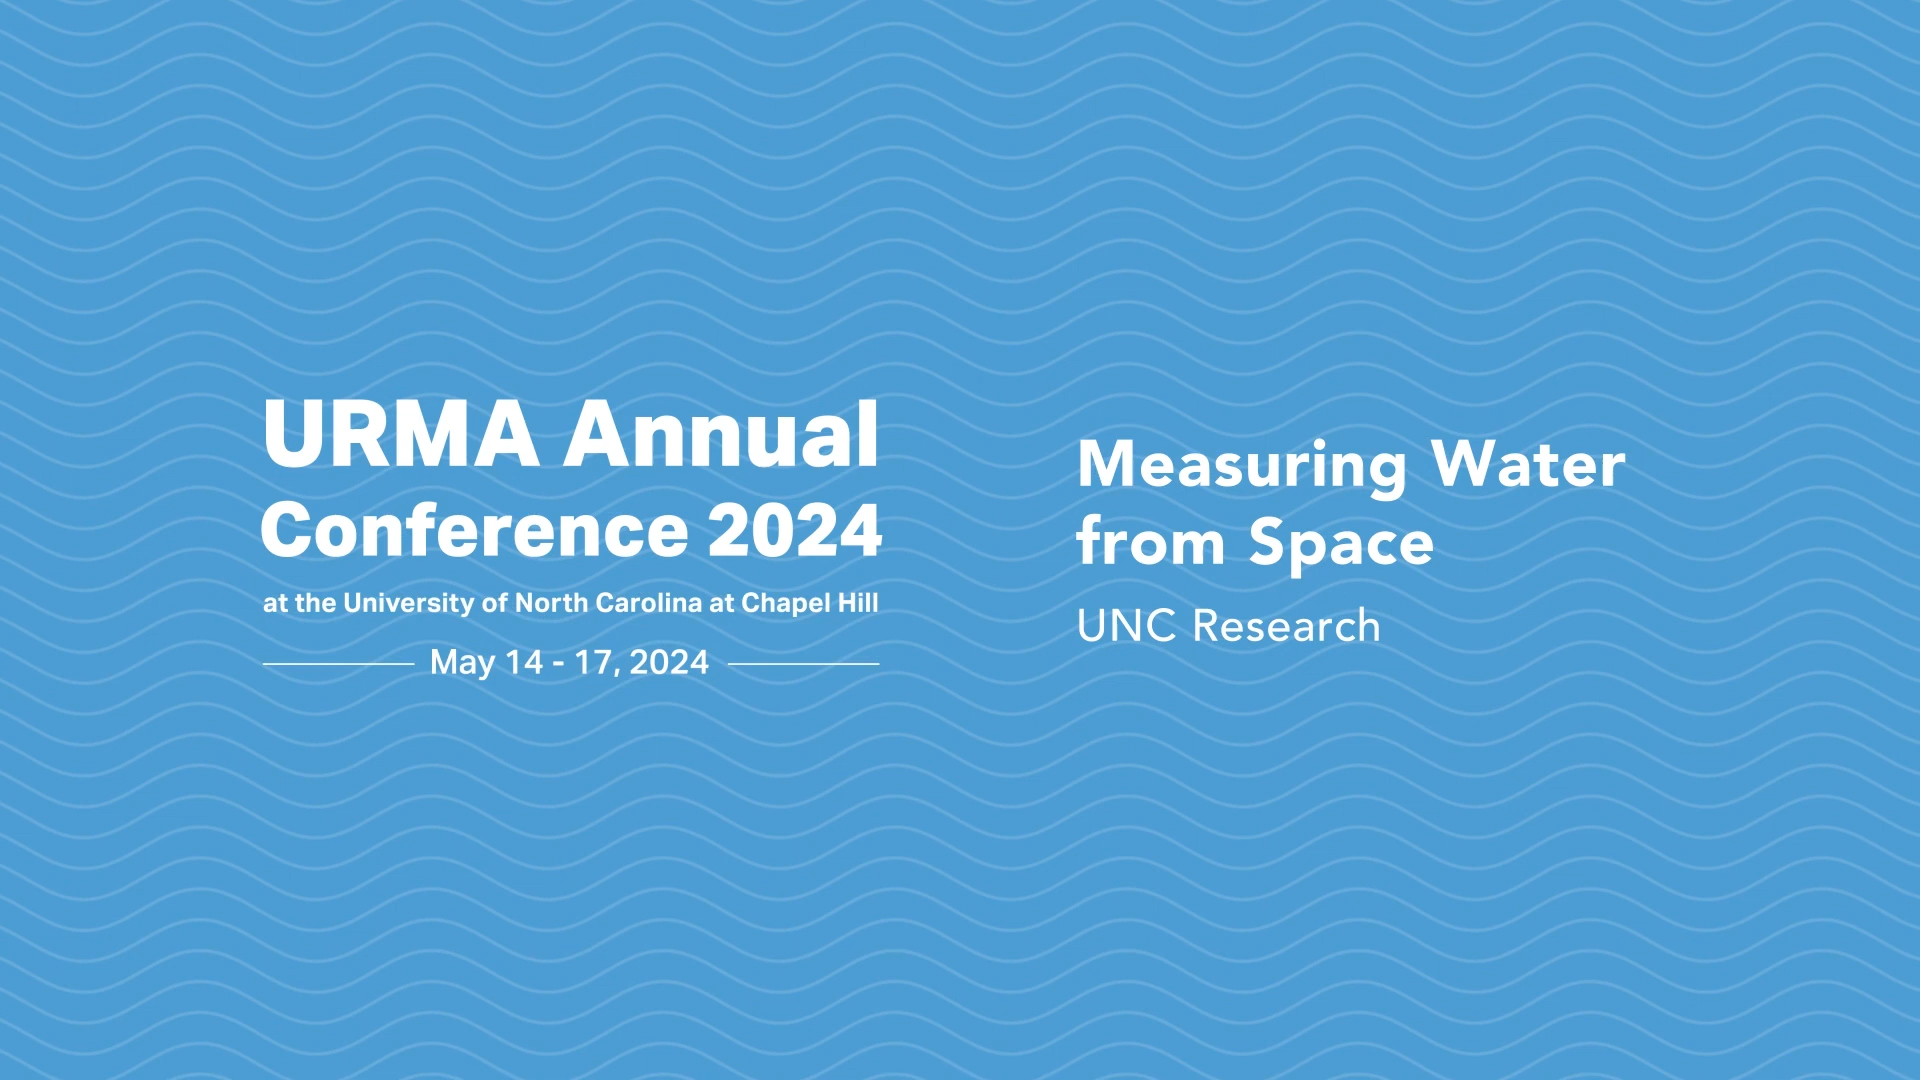 URMA Annual
Conference 2024
at the University of North Carolina at Chapel Hill
May 14 - 17, 2024
Measuring Water
from Space
UNC Research